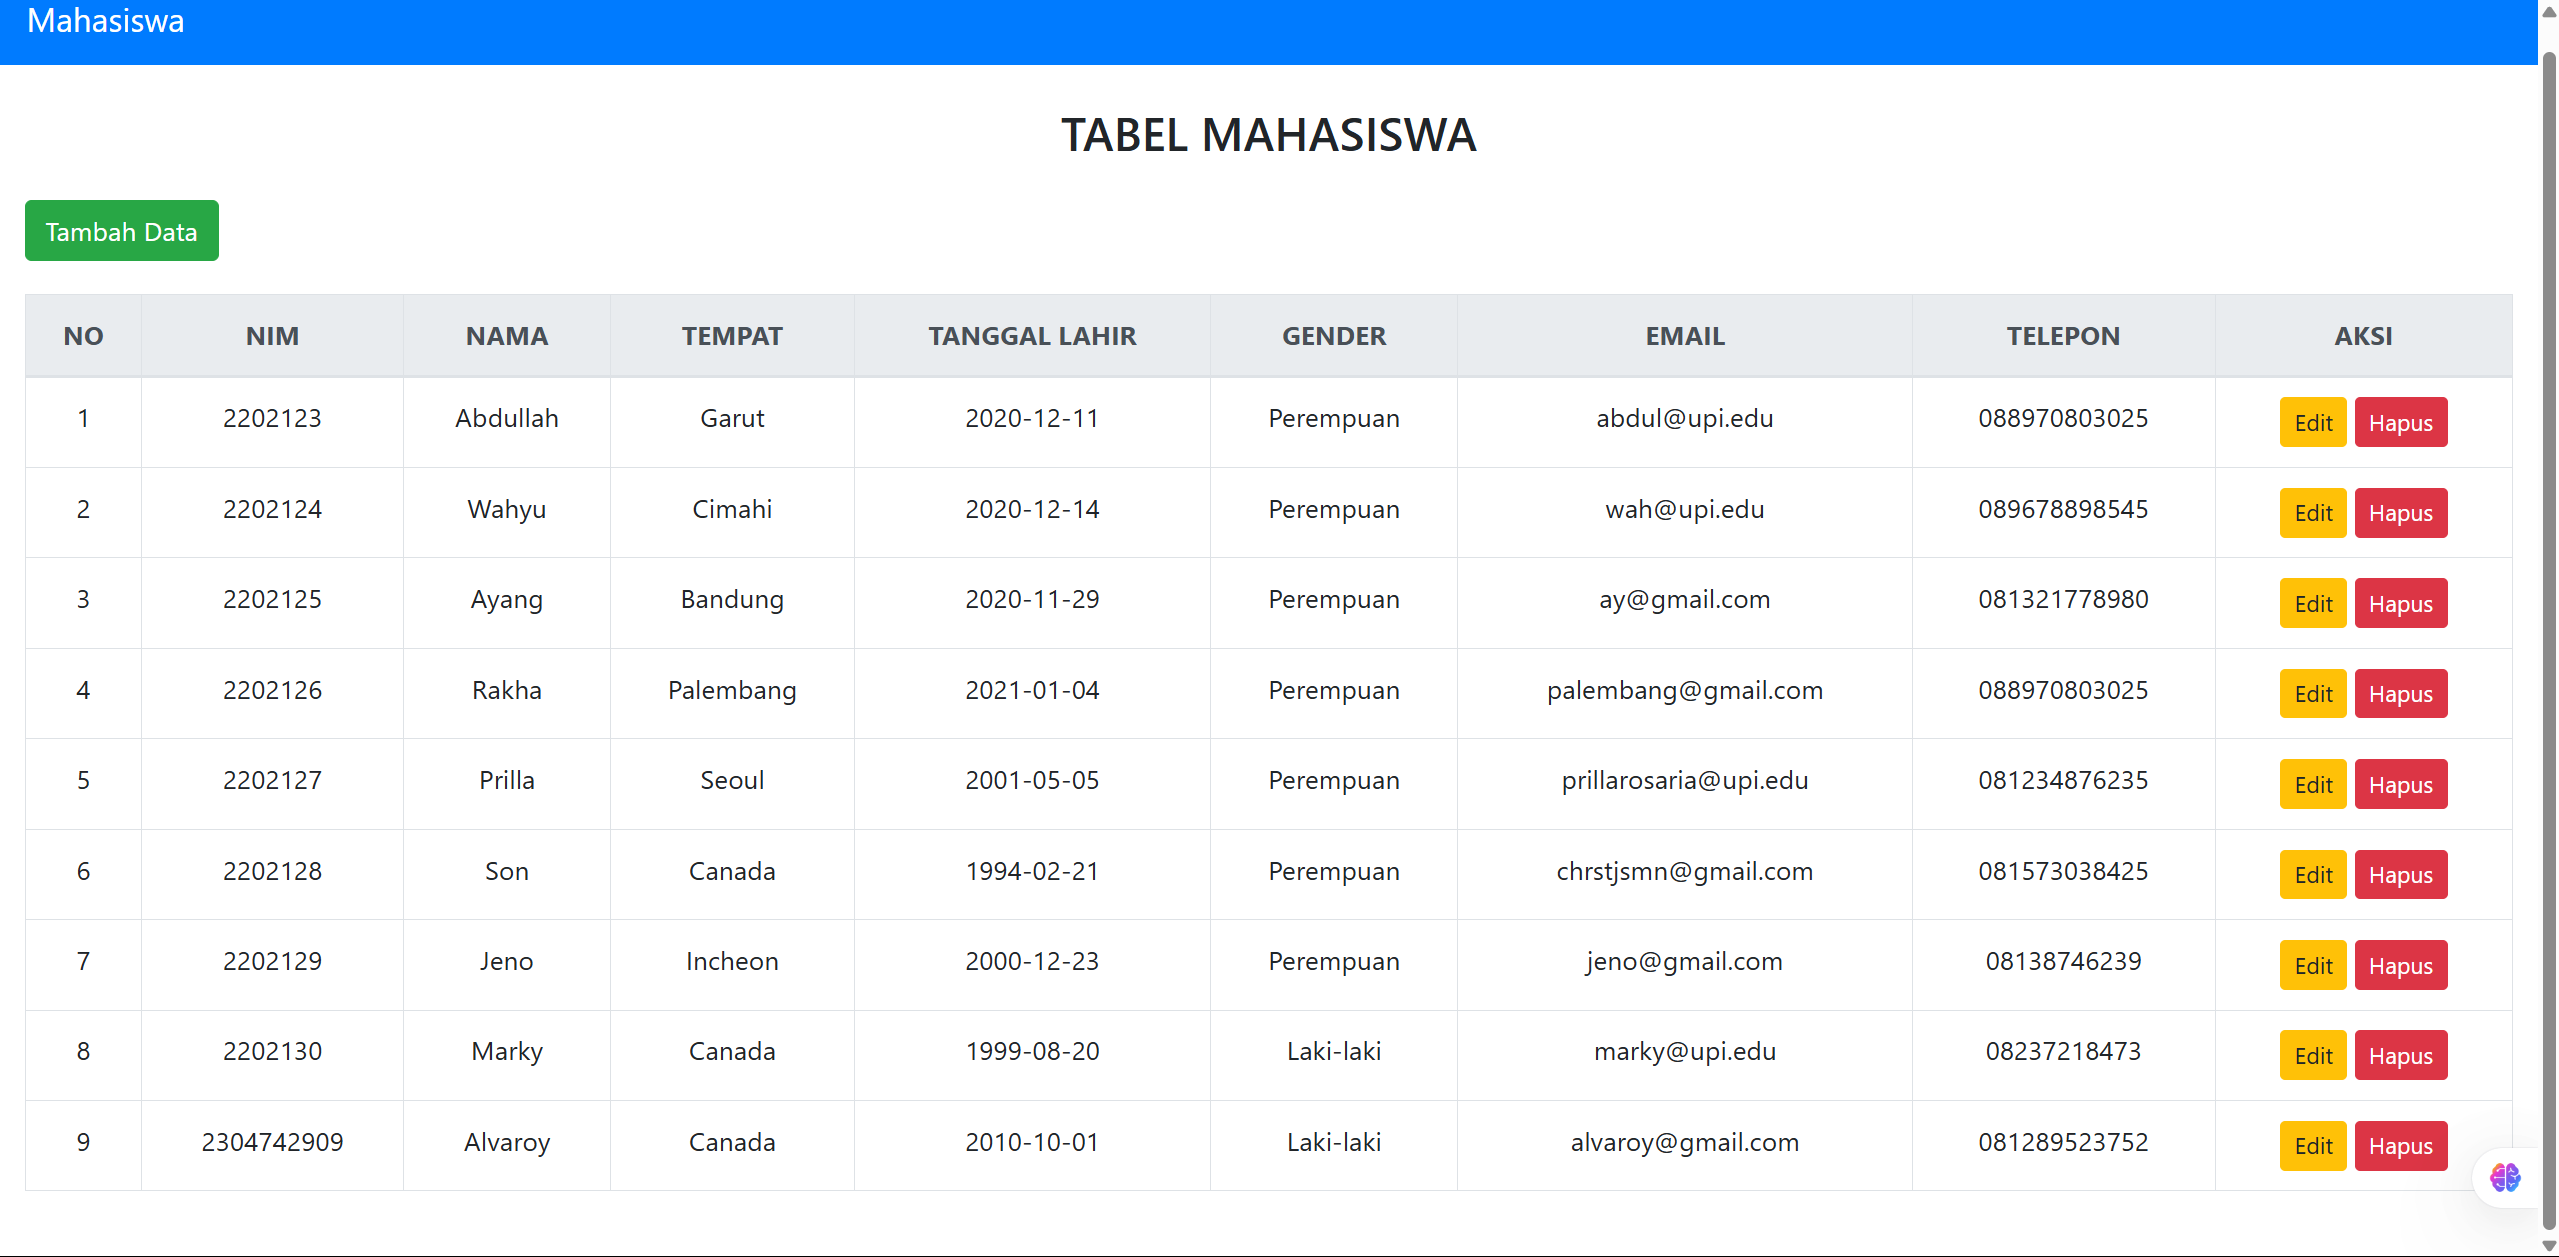 Mahasiswa
TABEL MAHASISWA
Tambah Data
NO NIM NAMA TEMPAT TANGGAL LAHIR GENDER EMAIL TELEPON AKSI
1 2202123 Abdullah Garut 2020-12-11 Perempuan abdul@upi.edu 088970803025 Edit Hapus
2 2202124 Wahyu Cimahi 2020-12-14 Perempuan wah@upi.edu 089678898545 Edit Hapus
3 2202125 Ayang Bandung 2020-11-29 Perempuan ay@gmail.com 081321778980 Edit Hapus
4 2202126 Rakha Palembang 2021-01-04 Perempuan palembang@gmail.com 088970803025 Edit Hapus
5 2202127 Prilla Seoul 2001-05-05 Perempuan prillarosaria@upi.edu 081234876235 Edit Hapus
6 2202128 Son Canada 1994-02-21 Perempuan chrstjsmn@gmail.com 081573038425 Edit Hapus
7 2202129 Jeno Incheon 2000-12-23 Perempuan jeno@gmail.com 08138746239 Edit Hapus
8 2202130 Marky Canada 1999-08-20 Laki-laki marky@upi.edu 08237218473 Edit Hapus
9 2304742909 Alvaroy Canada 2010-10-01 Laki-laki alvaroy@gmail.com 081289523752 Edit Hapus